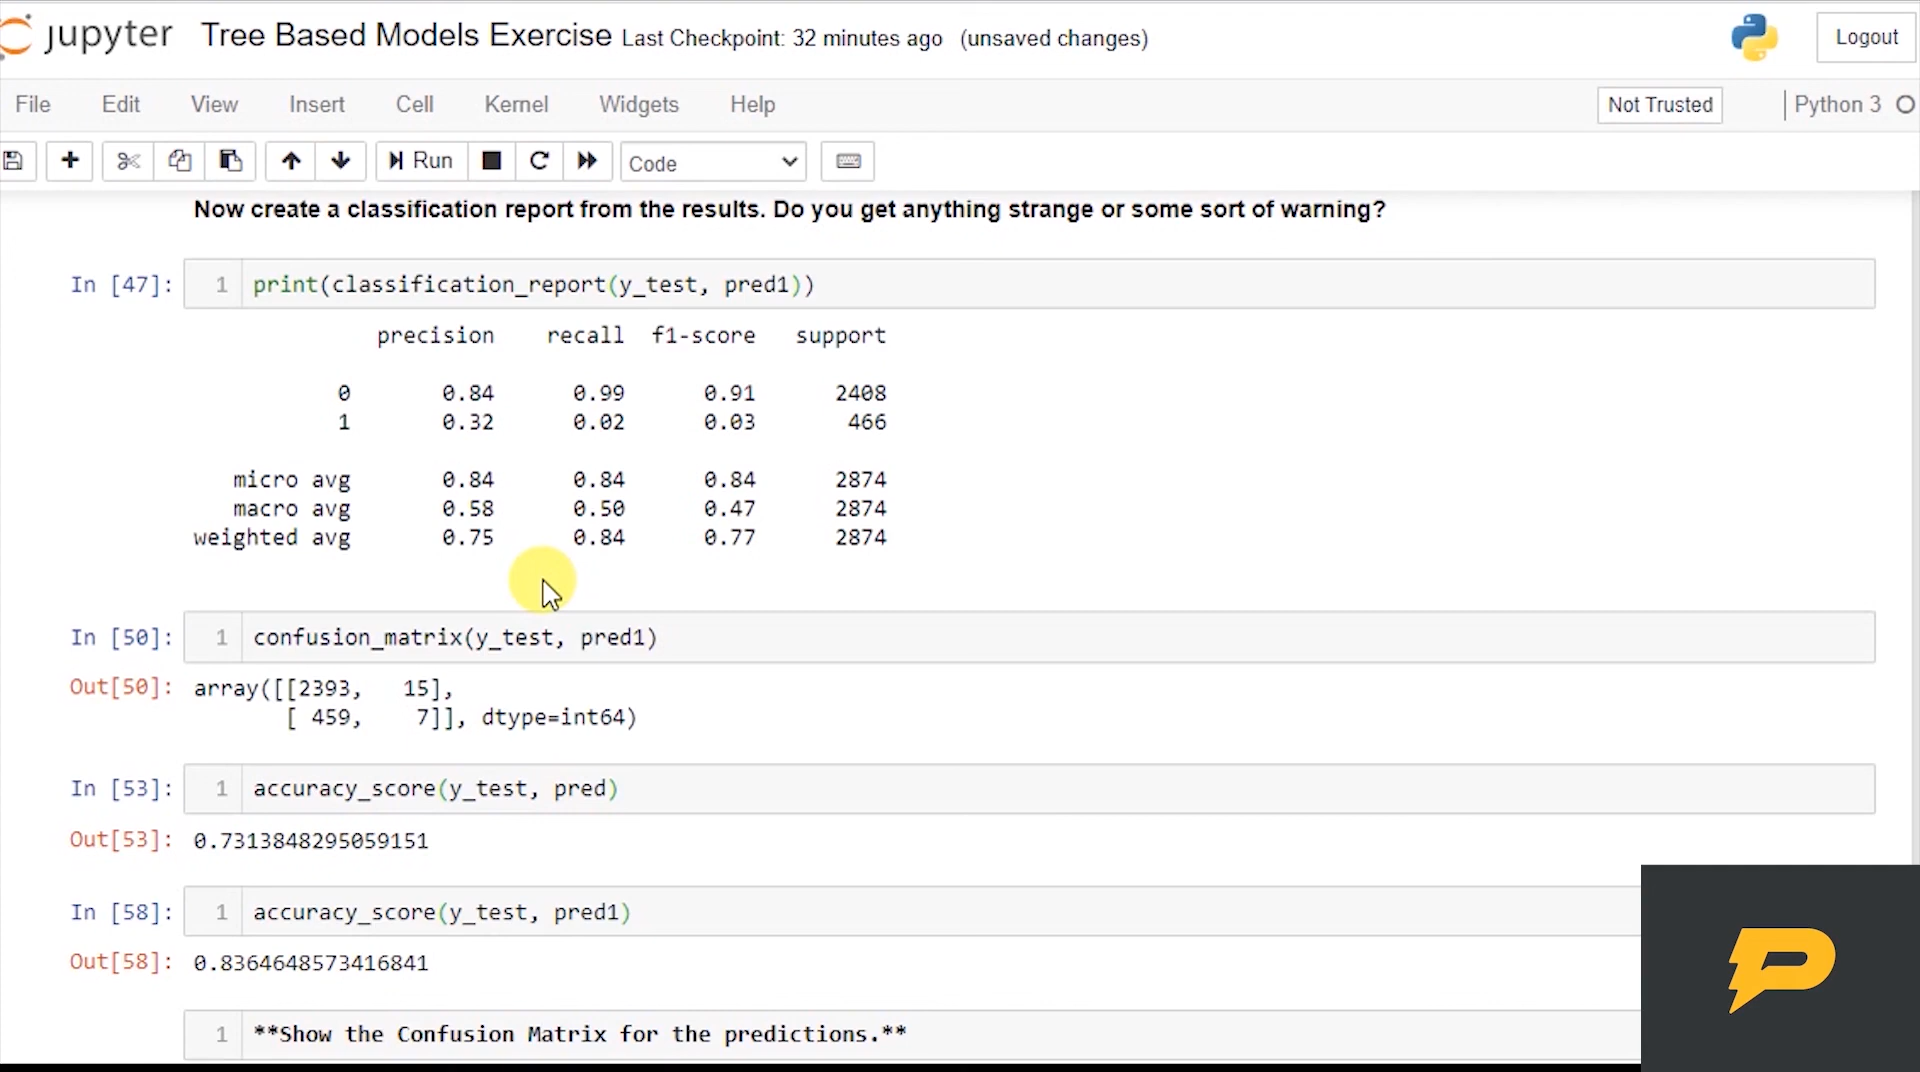 jupyter Tree Based Models Exercise Last Checkpoint: 32 minutes ago (unsaved changes) Logout
File Edit View Insert Cell Kernel Widgets Help Not Trusted Python 3
Run Code
Now create a classification report from the results. Do you get anything strange or some sort of warning?
In [47]: 1 print(classification_report(y_test, pred1))
precision recall f1-score support
0 0.84 0.99 0.91 2408
1 0.32 0.02 0.03 466
micro avg 0.84 0.84 0.84 2874
macro avg 0.58 0.50 0.47 2874
weighted avg 0.75 0.84 0.77 2874
In [50]: 1 confusion_matrix(y_test, pred1)
Out[50]: array([[2393, 15],
[ 459, 7]], dtype=int64)
In [53]: 1 accuracy_score(y_test, pred)
Out[53]: 0.7313848295059151
In [58]: 1 accuracy_score(y_test, pred1)
Out[58]: 0.8364648573416841
1 **Show the Confusion Matrix for the predictions.**